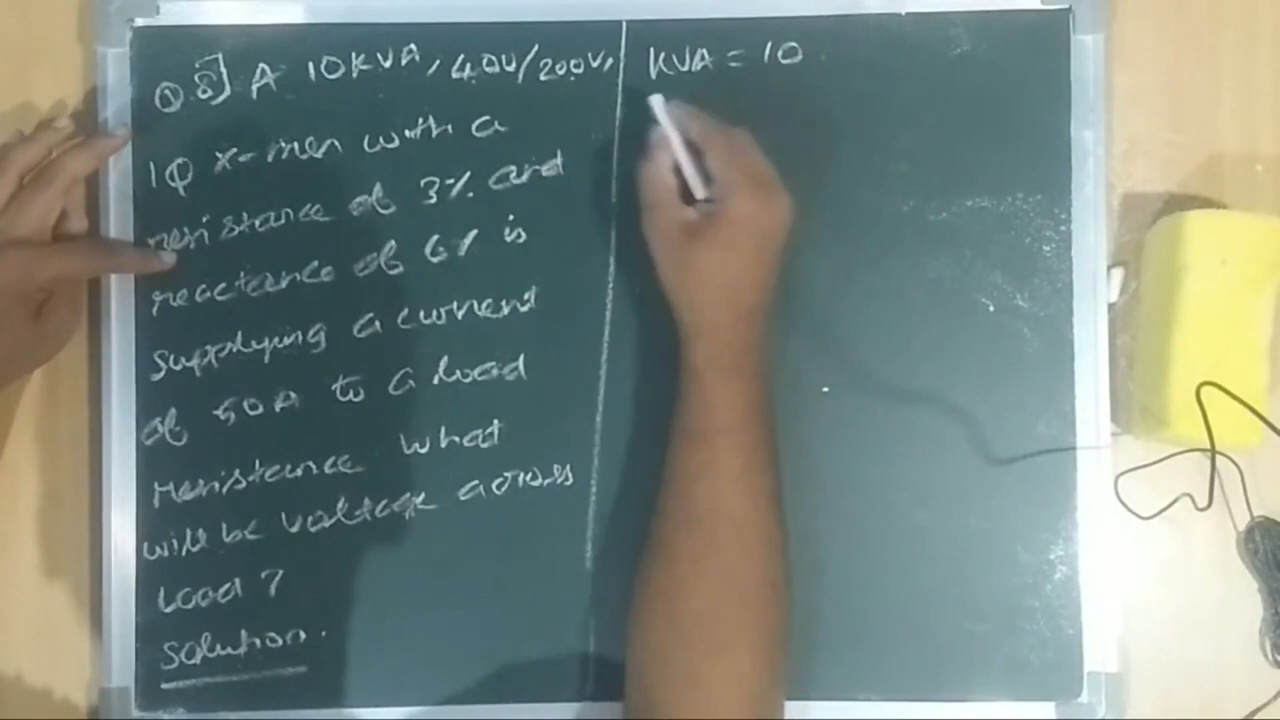 Q 8] A 10KVA, 400/200V,
1Φ x-mer with a
resistance of 3% and
reactance of 6% is
supplying a current
of 50A to a load
resistance what
will be voltage across
load ?
solution.
KVA = 10